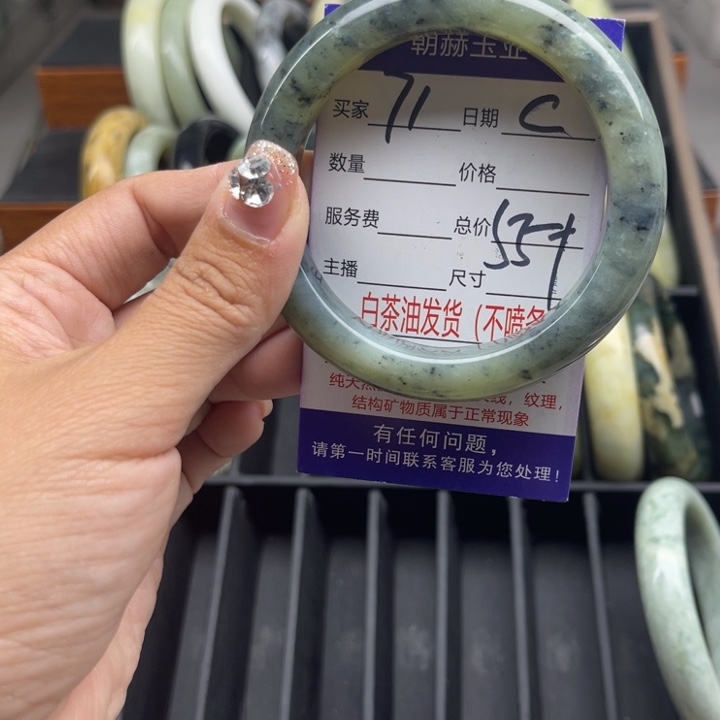 朝赫玉业
买家 71 日期 C
数量 价格
服务费 总价 559
主播 尺寸
白茶油发货（不喷
纯天然 纹理，
结构矿物质属于正常现象
有任何问题，
请第一时间联系客服为您处理！